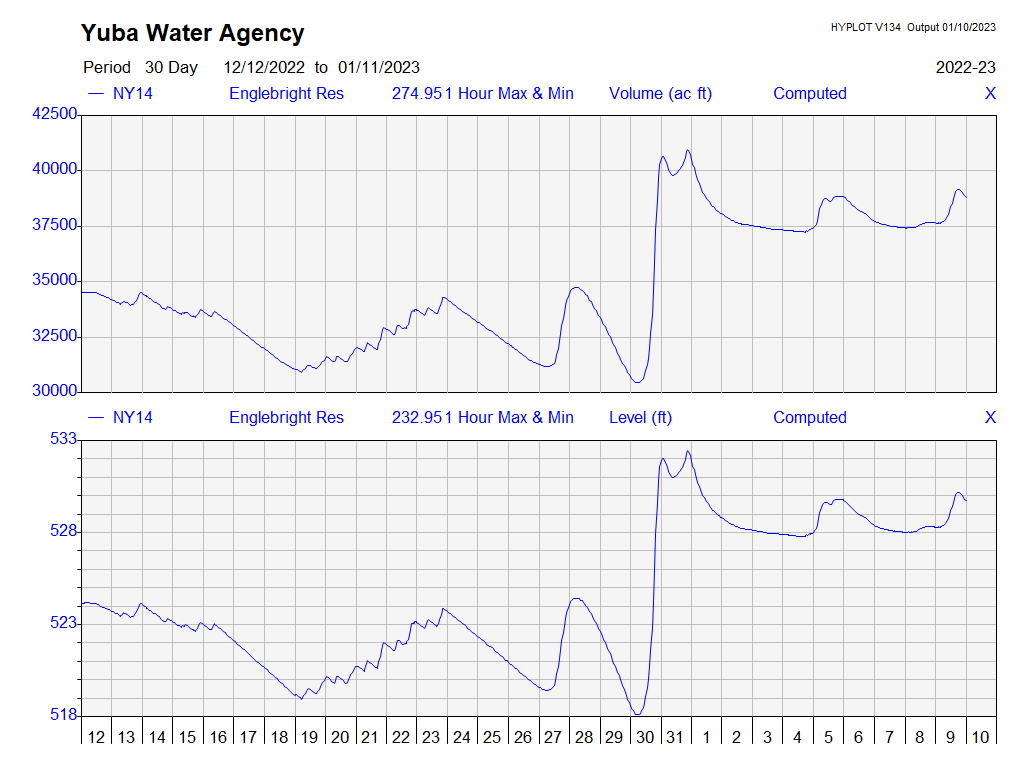 Yuba Water Agency
HYPLOT V134 Output 01/10/2023
Period 30 Day 12/12/2022 to 01/11/2023
2022-23
NY14 Englebright Res 274.951 Hour Max & Min Volume (ac ft) Computed X
42500
40000
37500
35000
32500
30000
NY14 Englebright Res 232.951 Hour Max & Min Level (ft) Computed X
533
528
523
518
12 13 14 15 16 17 18 19 20 21 22 23 24 25 26 27 28 29 30 31 1 2 3 4 5 6 7 8 9 10